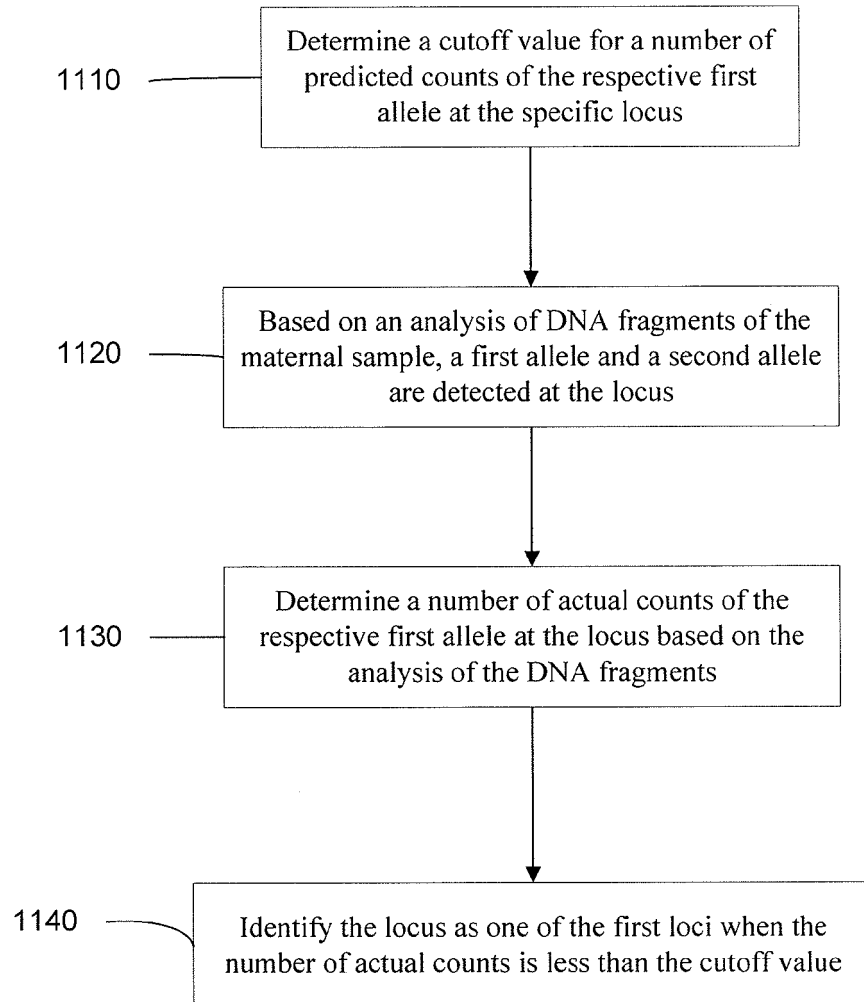 1110
Determine a cutoff value for a number of
predicted counts of the respective first
allele at the specific locus
1120
Based on an analysis of DNA fragments of the
maternal sample, a first allele and a second allele
are detected at the locus
1130
Determine a number of actual counts of the
respective first allele at the locus based on the
analysis of the DNA fragments
1140
Identify the locus as one of the first loci when the
number of actual counts is less than the cutoff value